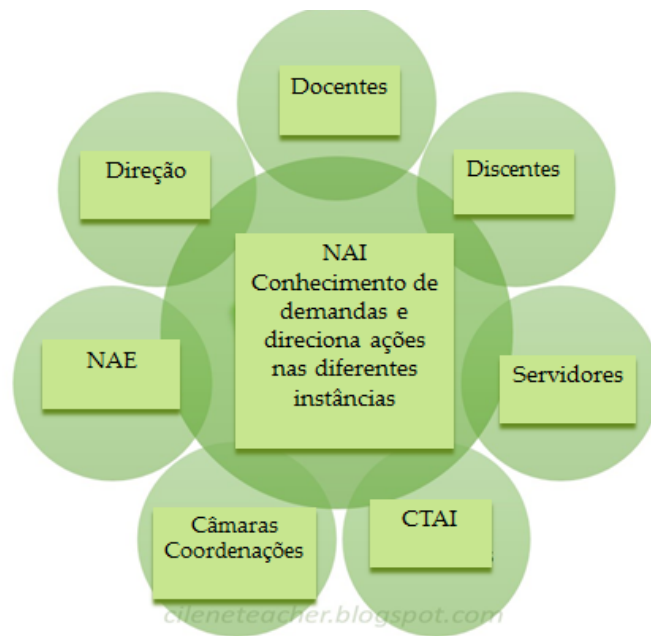 Docentes
Direção
Discentes
NAI
Conhecimento de
demandas e
direciona ações
nas diferentes
instâncias
NAE
Servidores
Câmaras
Coordenações
CTAI
cileneteacher.blogspot.com